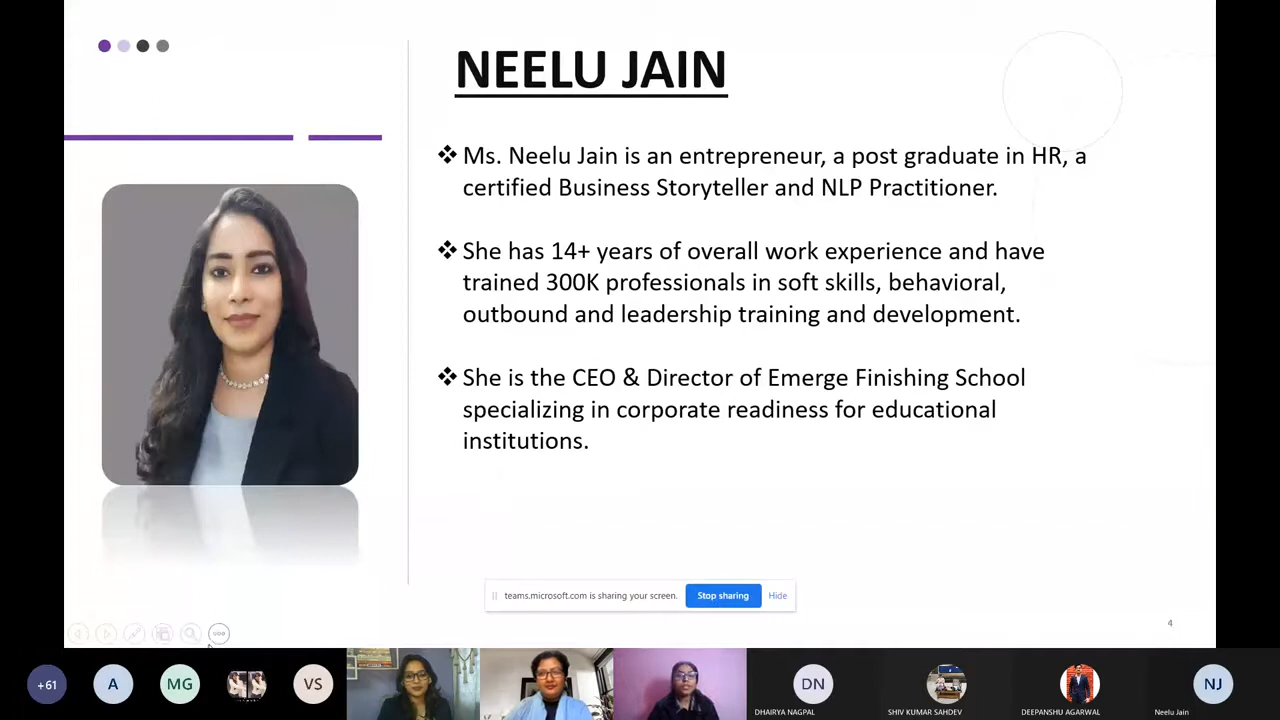 NEELU JAIN
❖ Ms. Neelu Jain is an entrepreneur, a post graduate in HR, a
certified Business Storyteller and NLP Practitioner.
❖ She has 14+ years of overall work experience and have
trained 300K professionals in soft skills, behavioral,
outbound and leadership training and development.
❖ She is the CEO & Director of Emerge Finishing School
specializing in corporate readiness for educational
institutions.
teams.microsoft.com is sharing your screen. Stop sharing Hide
4
+61 A MG VS DN NJ
DHAIRYA NAGPAL SHIV KUMAR SAHDEV DEEPANSHU AGARWAL Neelu Jain